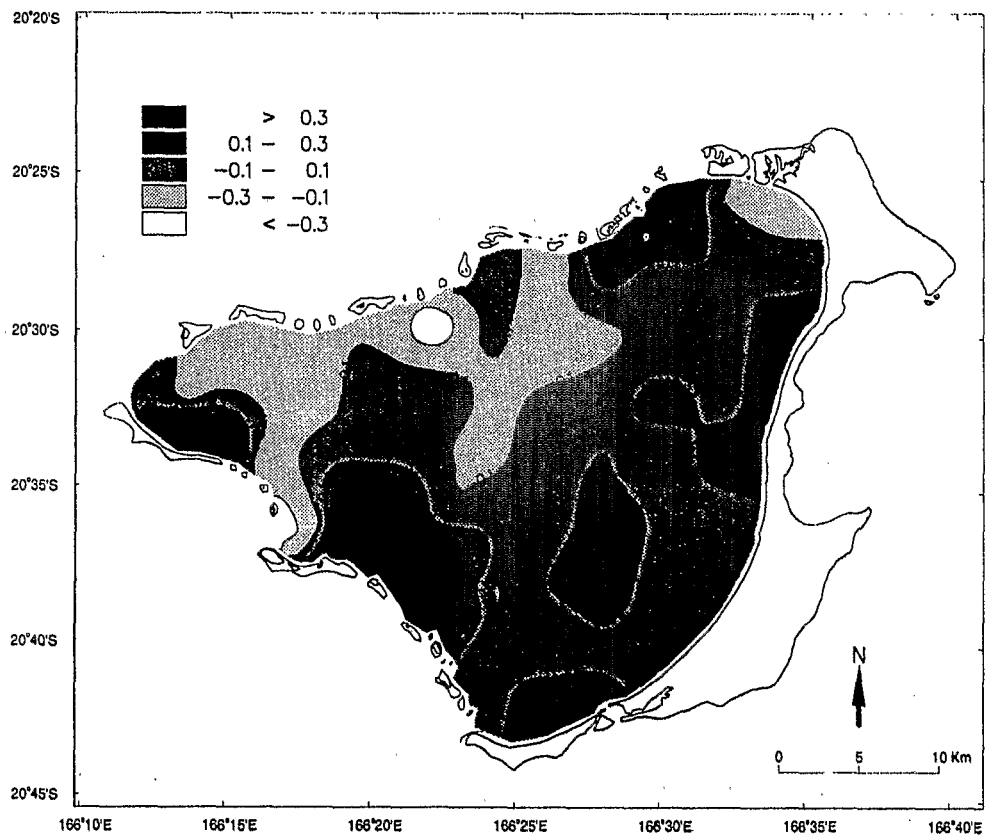 20°20'S
> 0.3
0.1 – 0.3
–0.1 – 0.1
–0.3 – –0.1
< –0.3
20°25'S
20°30'S
20°35'S
20°40'S
20°45'S
N
0 5 10 Km
166°10'E 166°15'E 166°20'E 166°25'E 166°30'E 166°35'E 166°40'E